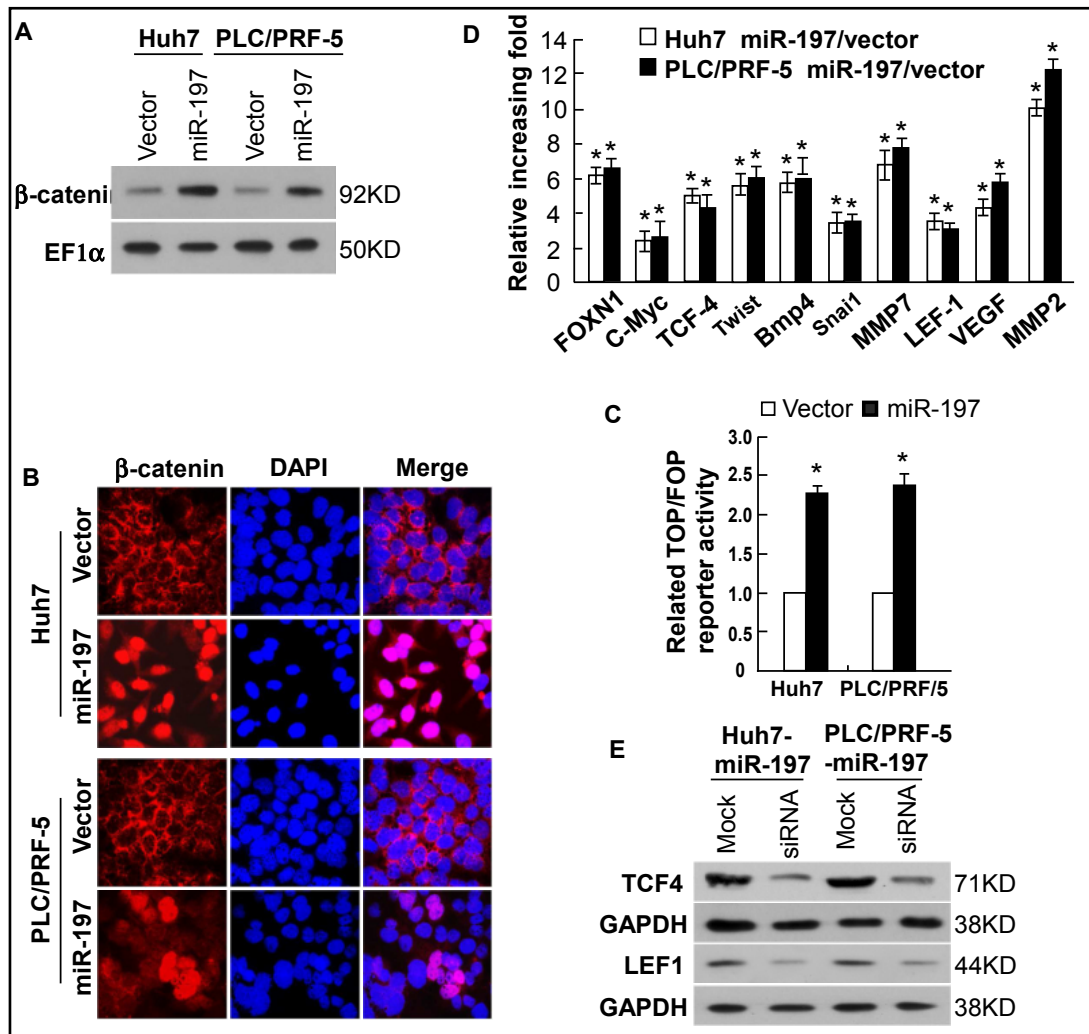 A
Huh7 PLC/PRF-5
Vector miR-197 Vector miR-197
β-catenin 92KD
EF1α 50KD
D
Huh7 miR-197/vector
PLC/PRF-5 miR-197/vector
Relative increasing fold
14
12
10
8
6
4
2
0
* * * * * * * * * * * * * * * * * * * *
FOXN1 C-Myc TCF-4 Twist Bmp4 Snai1 MMP7 LEF-1 VEGF MMP2
B
β-catenin DAPI Merge
Huh7
Vector
miR-197
PLC/PRF-5
Vector
miR-197
C
Vector miR-197
Related TOP/FOP
reporter activity
3.0
2.5
2.0
1.5
1.0
0.5
0
* *
Huh7 PLC/PRF/5
E
Huh7-
miR-197
PLC/PRF-5
-miR-197
Mock siRNA Mock siRNA
TCF4 71KD
GAPDH 38KD
LEF1 44KD
GAPDH 38KD